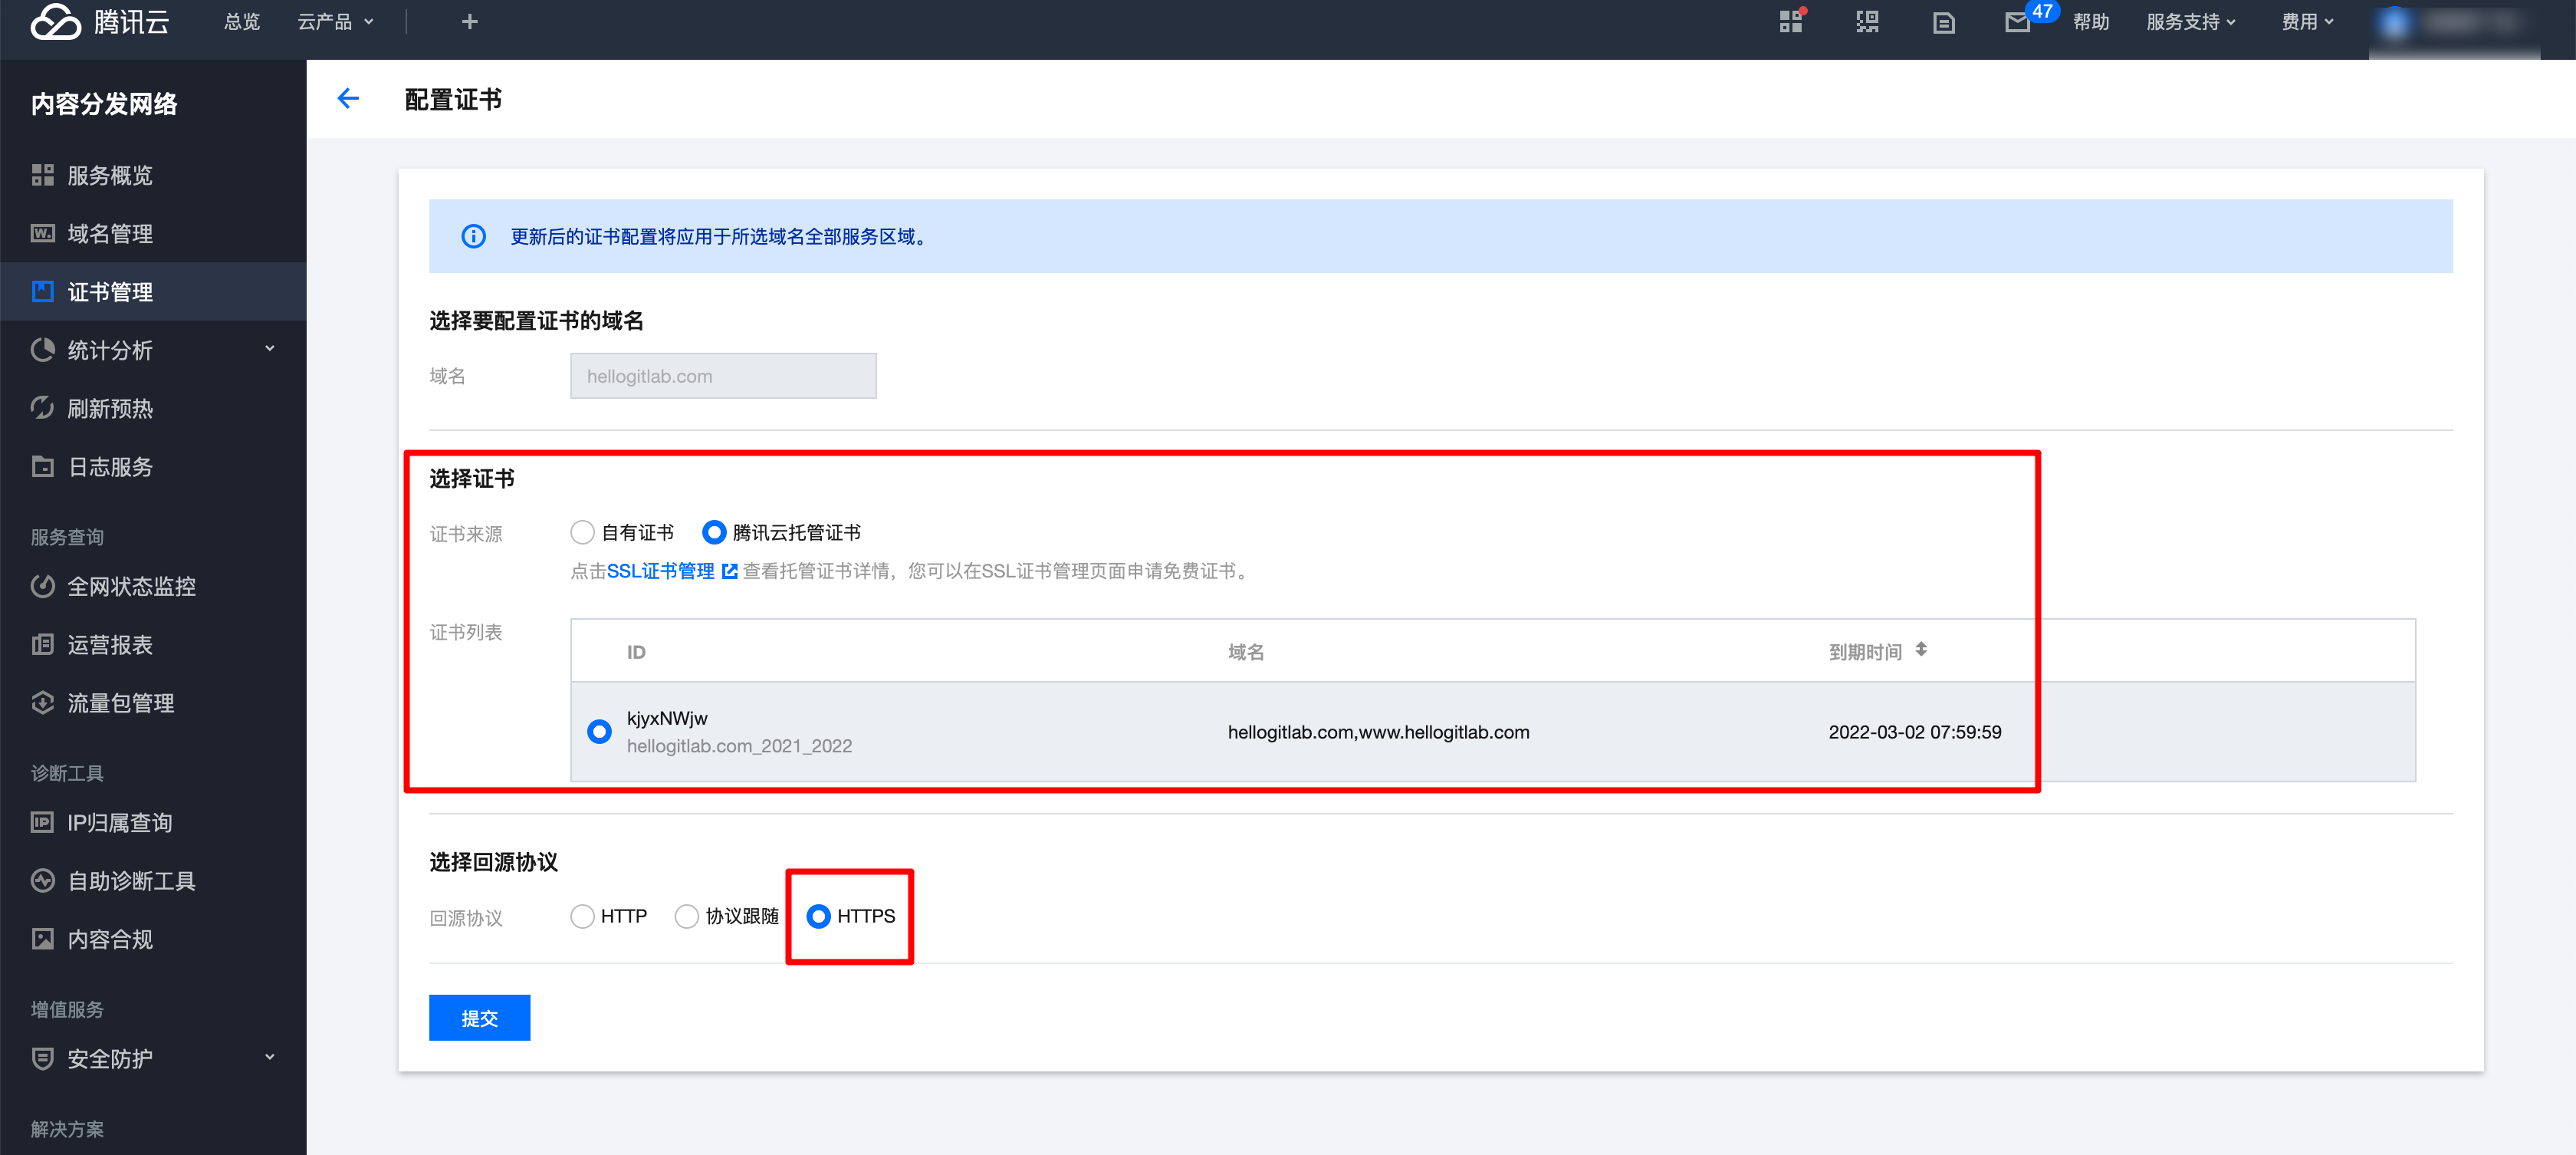 腾讯云
总览
云产品
47
帮助
服务支持
费用
内容分发网络
服务概览
域名管理
证书管理
统计分析
刷新预热
日志服务
服务查询
全网状态监控
运营报表
流量包管理
诊断工具
IP归属查询
自助诊断工具
内容合规
增值服务
安全防护
解决方案
配置证书
更新后的证书配置将应用于所选域名全部服务区域。
选择要配置证书的域名
域名 hellogitlab.com
选择证书
证书来源 自有证书 腾讯云托管证书
点击SSL证书管理 查看托管证书详情，您可以在SSL证书管理页面申请免费证书。
证书列表
ID 域名 到期时间
kjyxNWjw
hellogitlab.com_2021_2022
hellogitlab.com,www.hellogitlab.com
2022-03-02 07:59:59
选择回源协议
回源协议 HTTP 协议跟随 HTTPS
提交